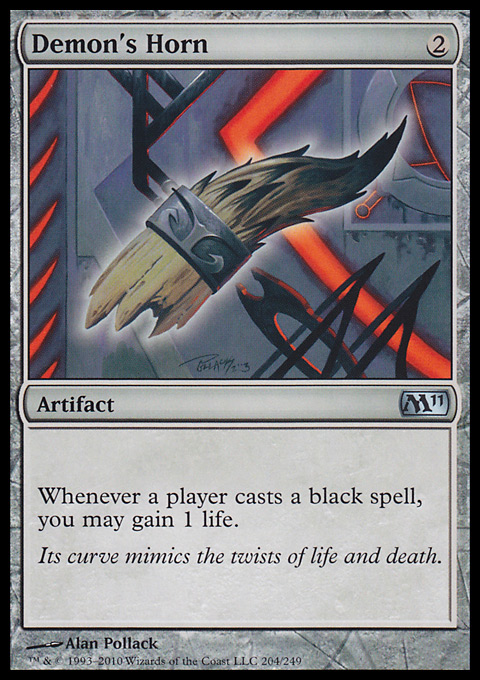 Demon's Horn 2
Artifact M11
Whenever a player casts a black spell,
you may gain 1 life.
Its curve mimics the twists of life and death.
Alan Pollack
™ & © 1993–2010 Wizards of the Coast LLC 204/249